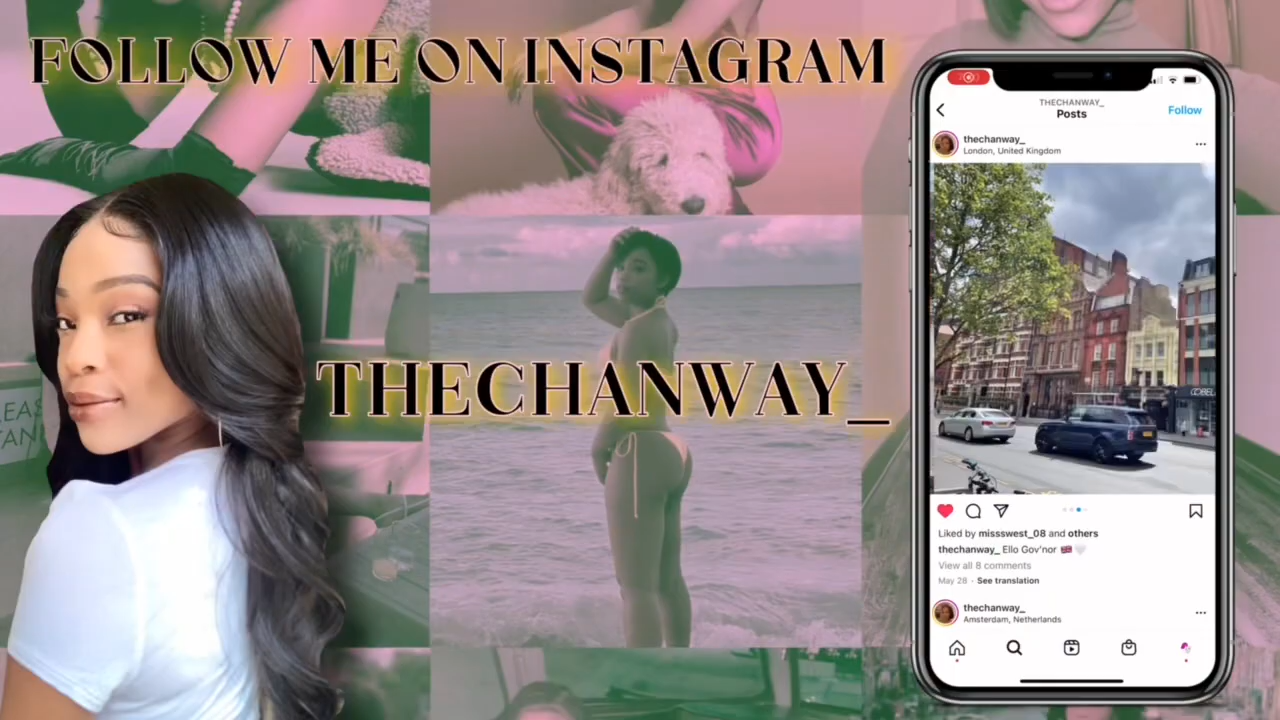 FOLLOW ME ON INSTAGRAM
THECHANWAY_
THECHANWAY_
Posts
Follow
thechanway_
London, United Kingdom
Liked by missswest_08 and others
thechanway_ Ello Gov'nor 🇬🇧 🤍
View all 8 comments
May 28 · See translation
thechanway_
Amsterdam, Netherlands